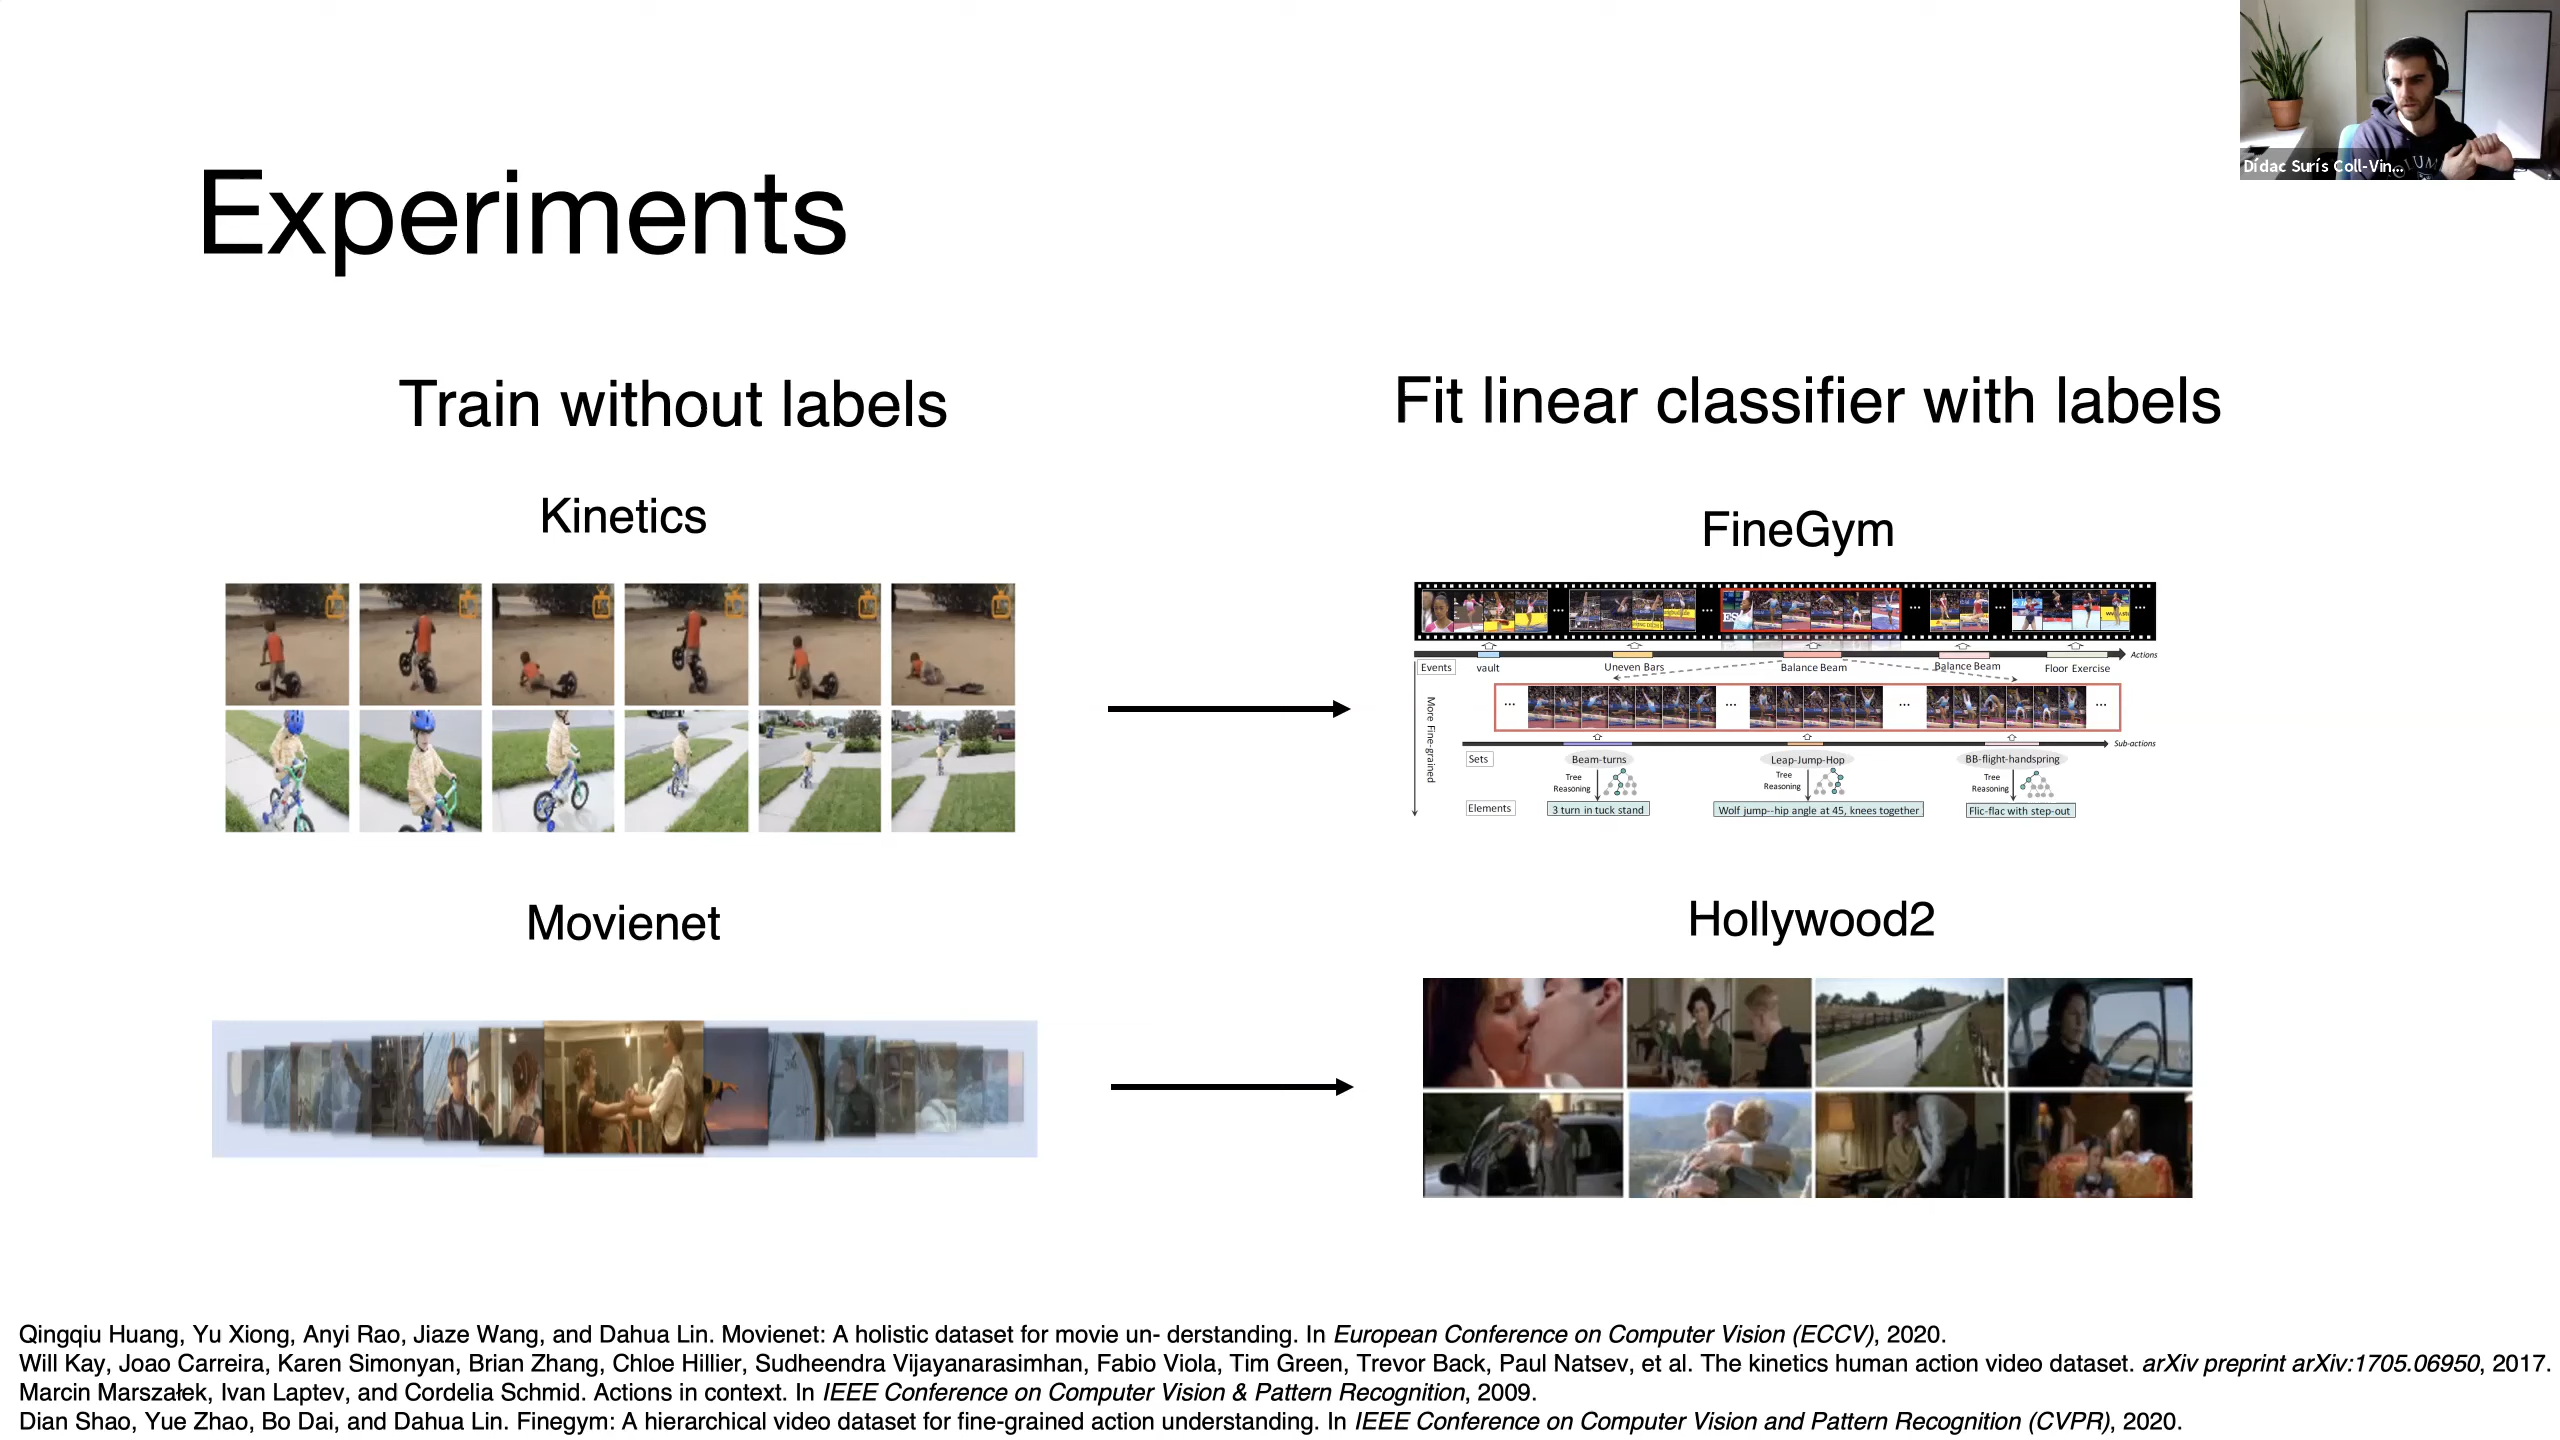 Dídac Surís Coll-Vin...
Experiments
Train without labels
Fit linear classifier with labels
Kinetics
FineGym
Actions
Events
vault
Uneven Bars
Balance Beam
Balance Beam
Floor Exercise
More Fine-grained
Sub-actions
Sets
Beam-turns
Leap-Jump-Hop
BB-flight-handspring
Tree
Reasoning
Tree
Reasoning
Tree
Reasoning
Elements
3 turn in tuck stand
Wolf jump--hip angle at 45, knees together
Flic-flac with step-out
Movienet
Hollywood2
Qingqiu Huang, Yu Xiong, Anyi Rao, Jiaze Wang, and Dahua Lin. Movienet: A holistic dataset for movie un- derstanding. In European Conference on Computer Vision (ECCV), 2020.
Will Kay, Joao Carreira, Karen Simonyan, Brian Zhang, Chloe Hillier, Sudheendra Vijayanarasimhan, Fabio Viola, Tim Green, Trevor Back, Paul Natsev, et al. The kinetics human action video dataset. arXiv preprint arXiv:1705.06950, 2017.
Marcin Marszałek, Ivan Laptev, and Cordelia Schmid. Actions in context. In IEEE Conference on Computer Vision & Pattern Recognition, 2009.
Dian Shao, Yue Zhao, Bo Dai, and Dahua Lin. Finegym: A hierarchical video dataset for fine-grained action understanding. In IEEE Conference on Computer Vision and Pattern Recognition (CVPR), 2020.